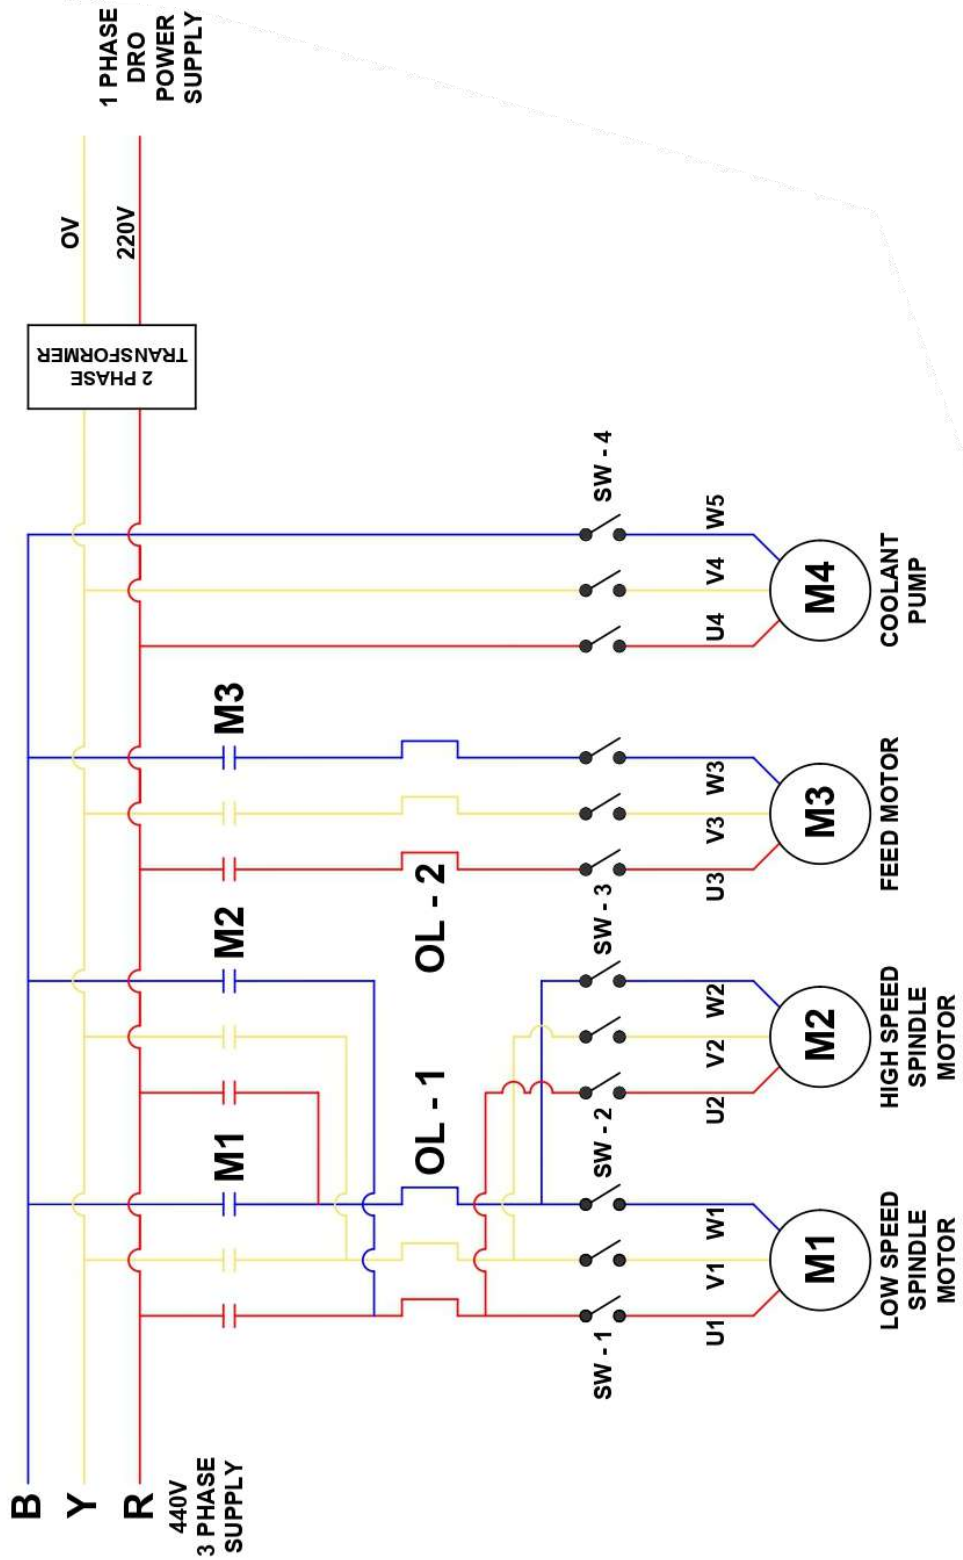 B
Y
R
440V
3 PHASE
SUPPLY
2 PHASE
TRANSFORMER
OV
220V
1 PHASE
DRO
POWER
SUPPLY
M1
M2
M3
OL - 1
OL - 2
SW - 1
SW - 2
SW - 3
SW - 4
U1
V1
W1
U2
V2
W2
U3
V3
W3
U4
V4
W5
M1
M2
M3
M4
LOW SPEED
SPINDLE
MOTOR
HIGH SPEED
SPINDLE
MOTOR
FEED MOTOR
COOLANT
PUMP